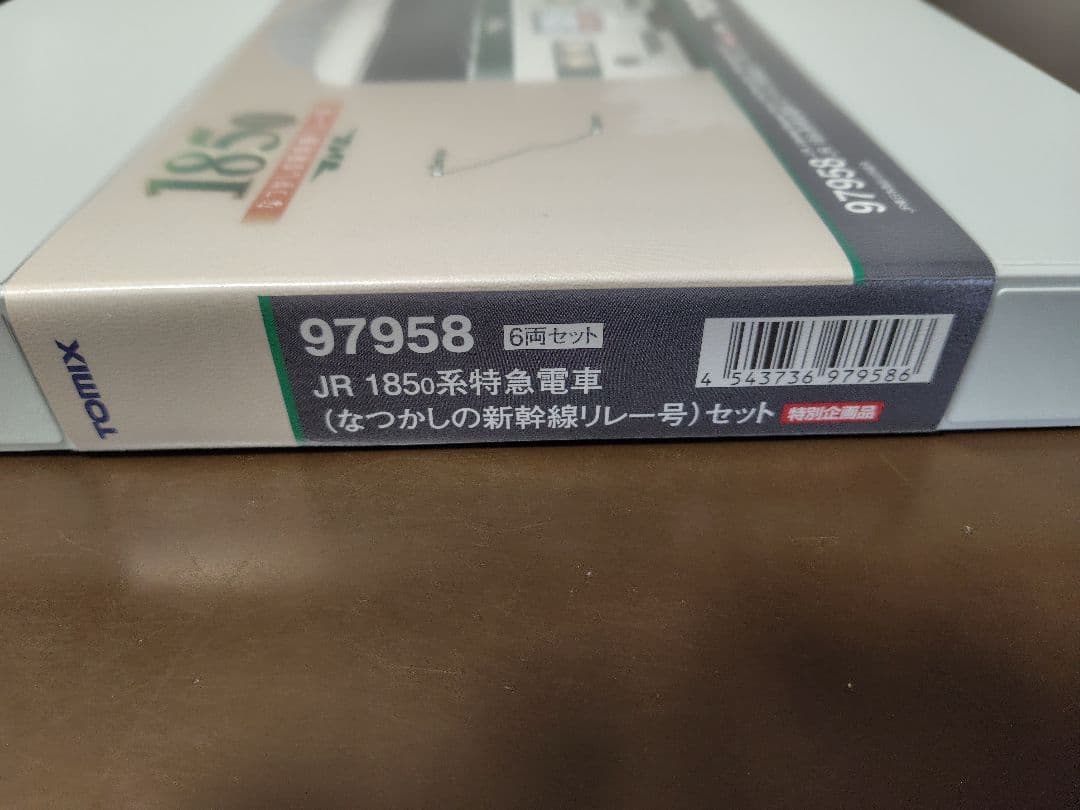 185
97958
TOMIX
97958 6両セット
JR 1850系特急電車
(なつかしの新幹線リレー号)セット 特別企画品
4 543736 979586